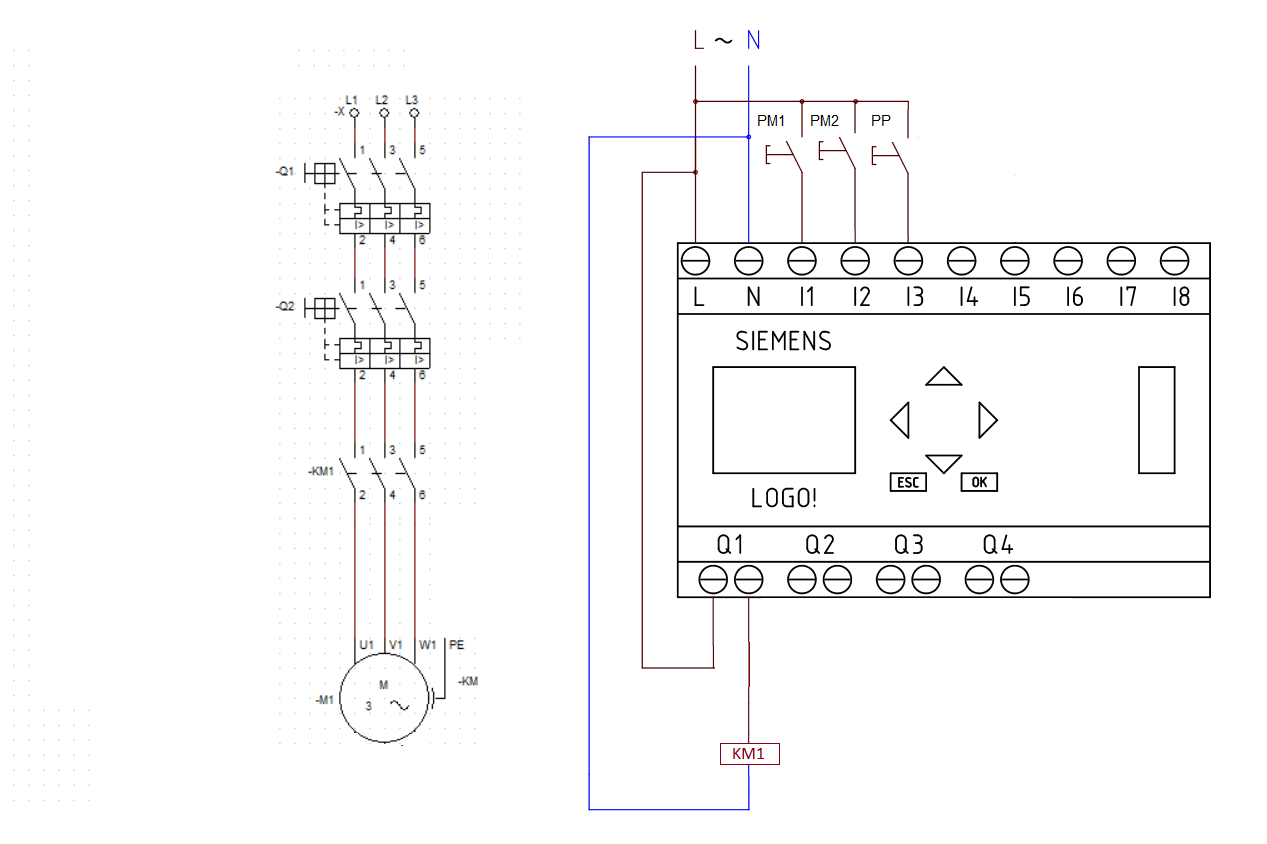 L ~ N
L1 L2 L3
-X
1 3 5
-Q1
I> I> I>
2 4 6
1 3 5
-Q2
I> I> I>
2 4 6
1 3 5
-KM1
2 4 6
U1 V1 W1 PE
M
3 ~
-M1
-KM
PM1 PM2 PP
L N I1 I2 I3 I4 I5 I6 I7 I8
SIEMENS
ESC OK
LOGO!
Q1 Q2 Q3 Q4
KM1